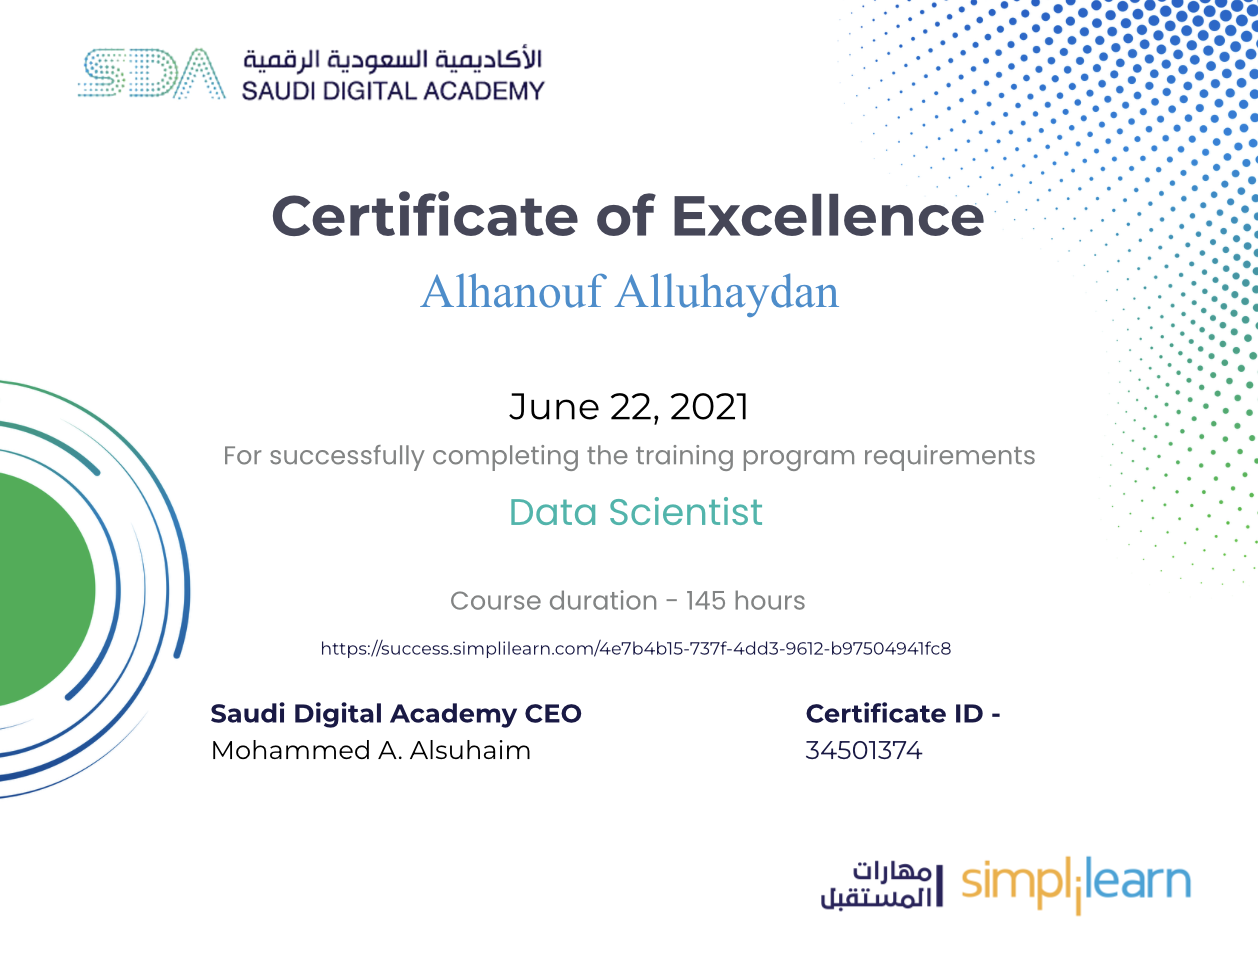 SDA
الأكاديمية السعودية الرقمية
SAUDI DIGITAL ACADEMY
Certificate of Excellence
Alhanouf Alluhaydan
June 22, 2021
For successfully completing the training program requirements
Data Scientist
Course duration - 145 hours
https://success.simplilearn.com/4e7b4b15-737f-4dd3-9612-b97504941fc8
Saudi Digital Academy CEO
Mohammed A. Alsuhaim
Certificate ID -
34501374
مهارات
المستقبل
simplilearn